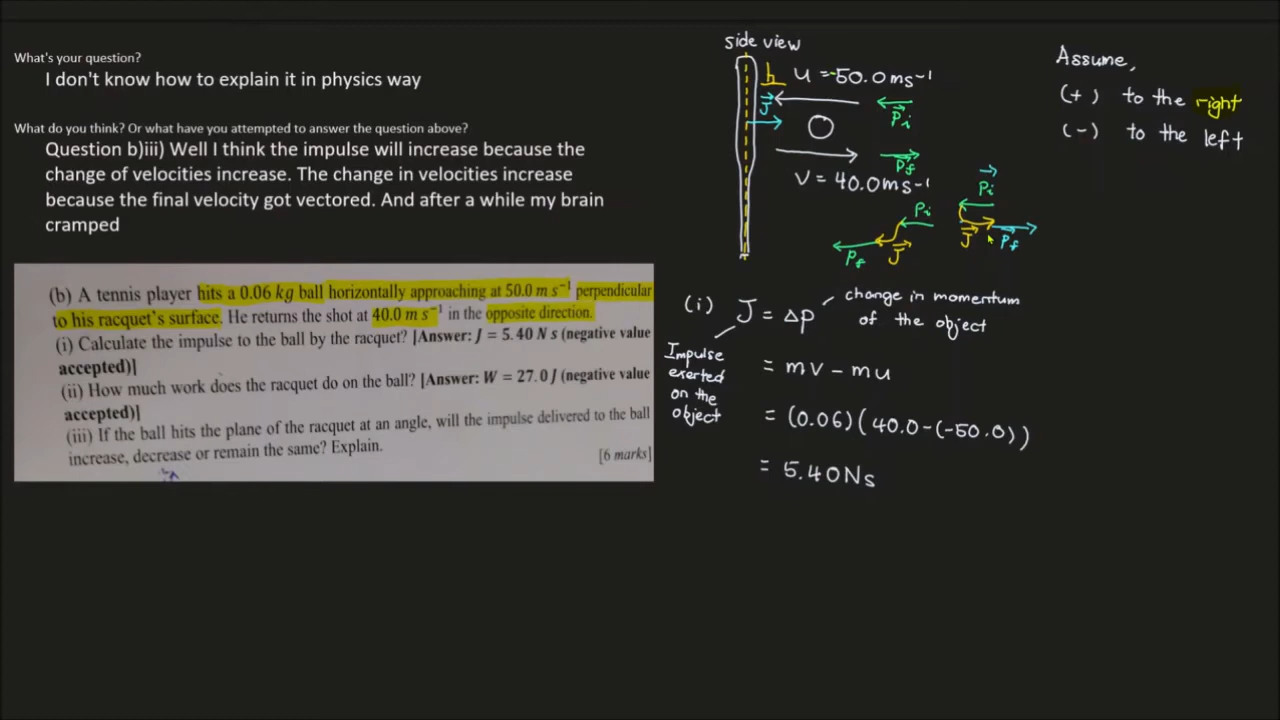 What's your question?
I don't know how to explain it in physics way
What do you think? Or what have you attempted to answer the question above?
Question b)iii) Well I think the impulse will increase because the
change of velocities increase. The change in velocities increase
because the final velocity got vectored. And after a while my brain
cramped
(b) A tennis player hits a 0.06 kg ball horizontally approaching at 50.0 m s⁻¹ perpendicular
to his racquet's surface. He returns the shot at 40.0 m s⁻¹ in the opposite direction.
(i) Calculate the impulse to the ball by the racquet? [Answer: J = 5.40 N s (negative value
accepted)]
(ii) How much work does the racquet do on the ball? [Answer: W = 27.0 J (negative value
accepted)]
(iii) If the ball hits the plane of the racquet at an angle, will the impulse delivered to the ball
increase, decrease or remain the same? Explain.
[6 marks]
side view
h u = -50.0 ms⁻¹
J
Pi
Pf
v = 40.0 ms⁻¹
Pi
J
Pf
Pi
J
Pf
Assume,
(+) to the right
(-) to the left
(i) J = Δp
change in momentum
of the object
Impulse
exerted
on the
object
= mv - mu
= (0.06)(40.0-(-50.0))
= 5.40Ns